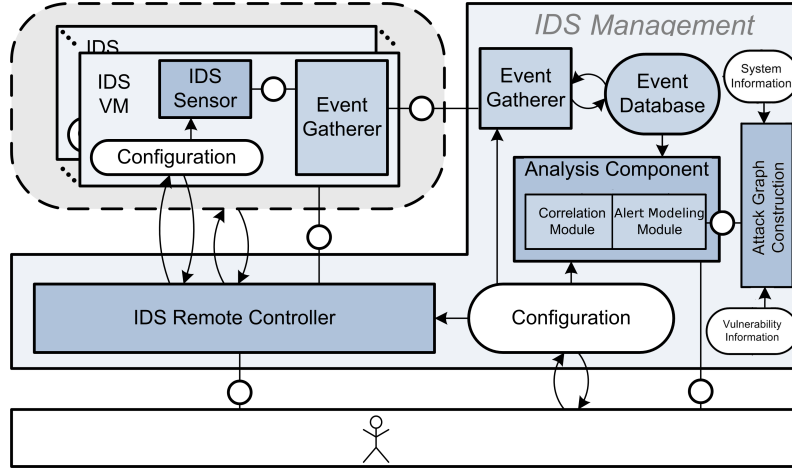 IDS Management
IDS
IDS
VM
IDS
Sensor
Event
Gatherer
Configuration
Event
Gatherer
Event
Database
System
Information
Analysis Component
Correlation
Module
Alert Modeling
Module
Attack Graph
Construction
IDS Remote Controller
Configuration
Vulnerability
Information